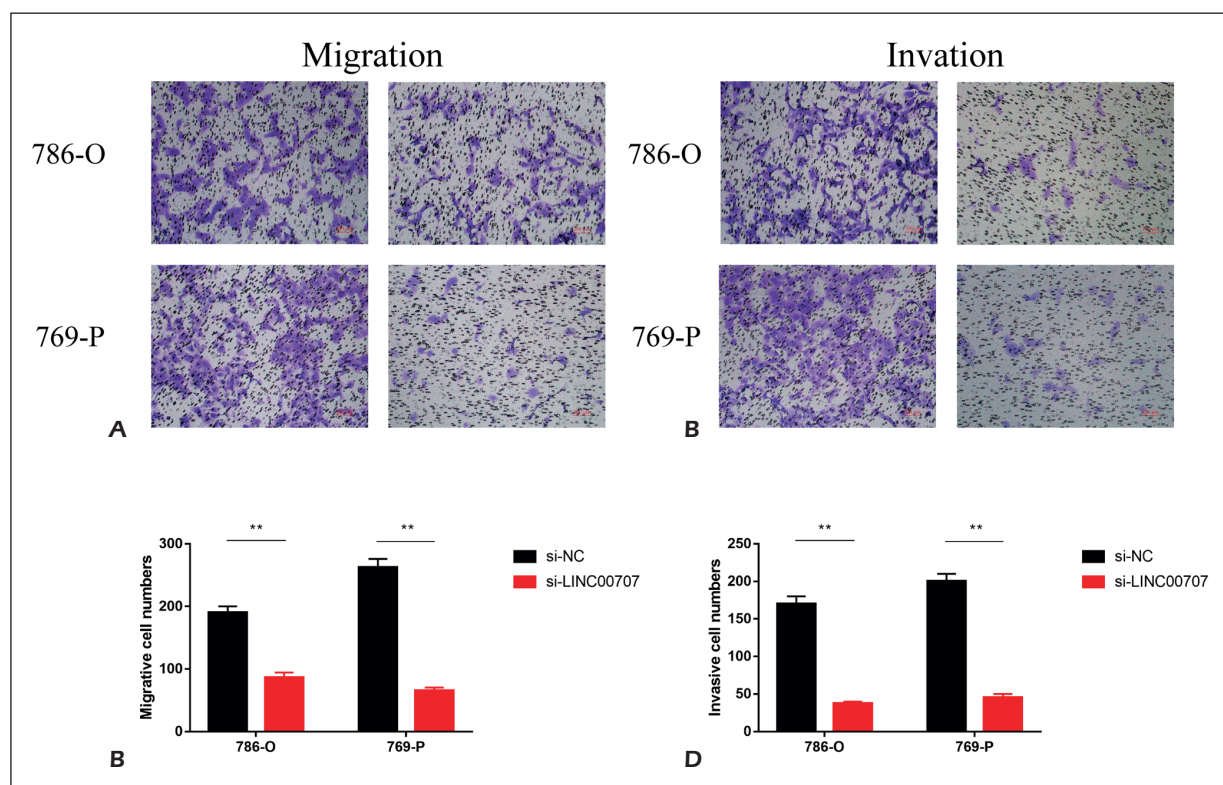 Migration
Invation
786-O
786-O
769-P
769-P
A
B
**
**
300
200
100
0
Migrative cell numbers
786-O
769-P
si-NC
si-LINC00707
B
**
**
250
200
150
100
50
0
Invasive cell numbers
786-O
769-P
si-NC
si-LINC00707
D